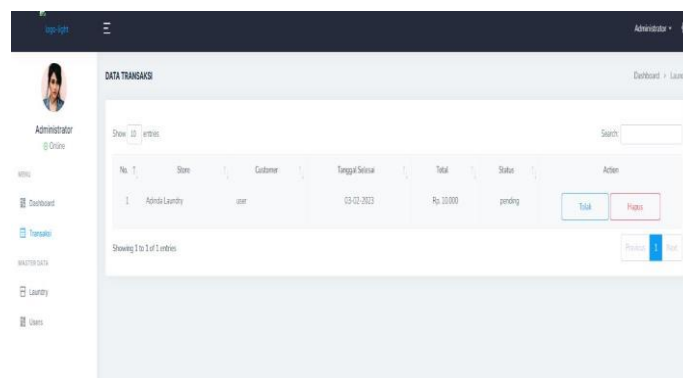 logo-light
Administrator
DATA TRANSAKSI
Dashboard >
Administrator
Online
Show 10 entries
Search:
MENU
No. Store Customer Tanggal Selesai Total Status Action
Dashboard
1 Adinda Laundry user 03-02-2023 Rp. 10.000 pending Tolak Hapus
Transaksi
Showing 1 to 1 of 1 entries
Previous 1 Next
MASTER DATA
Laundry
Users